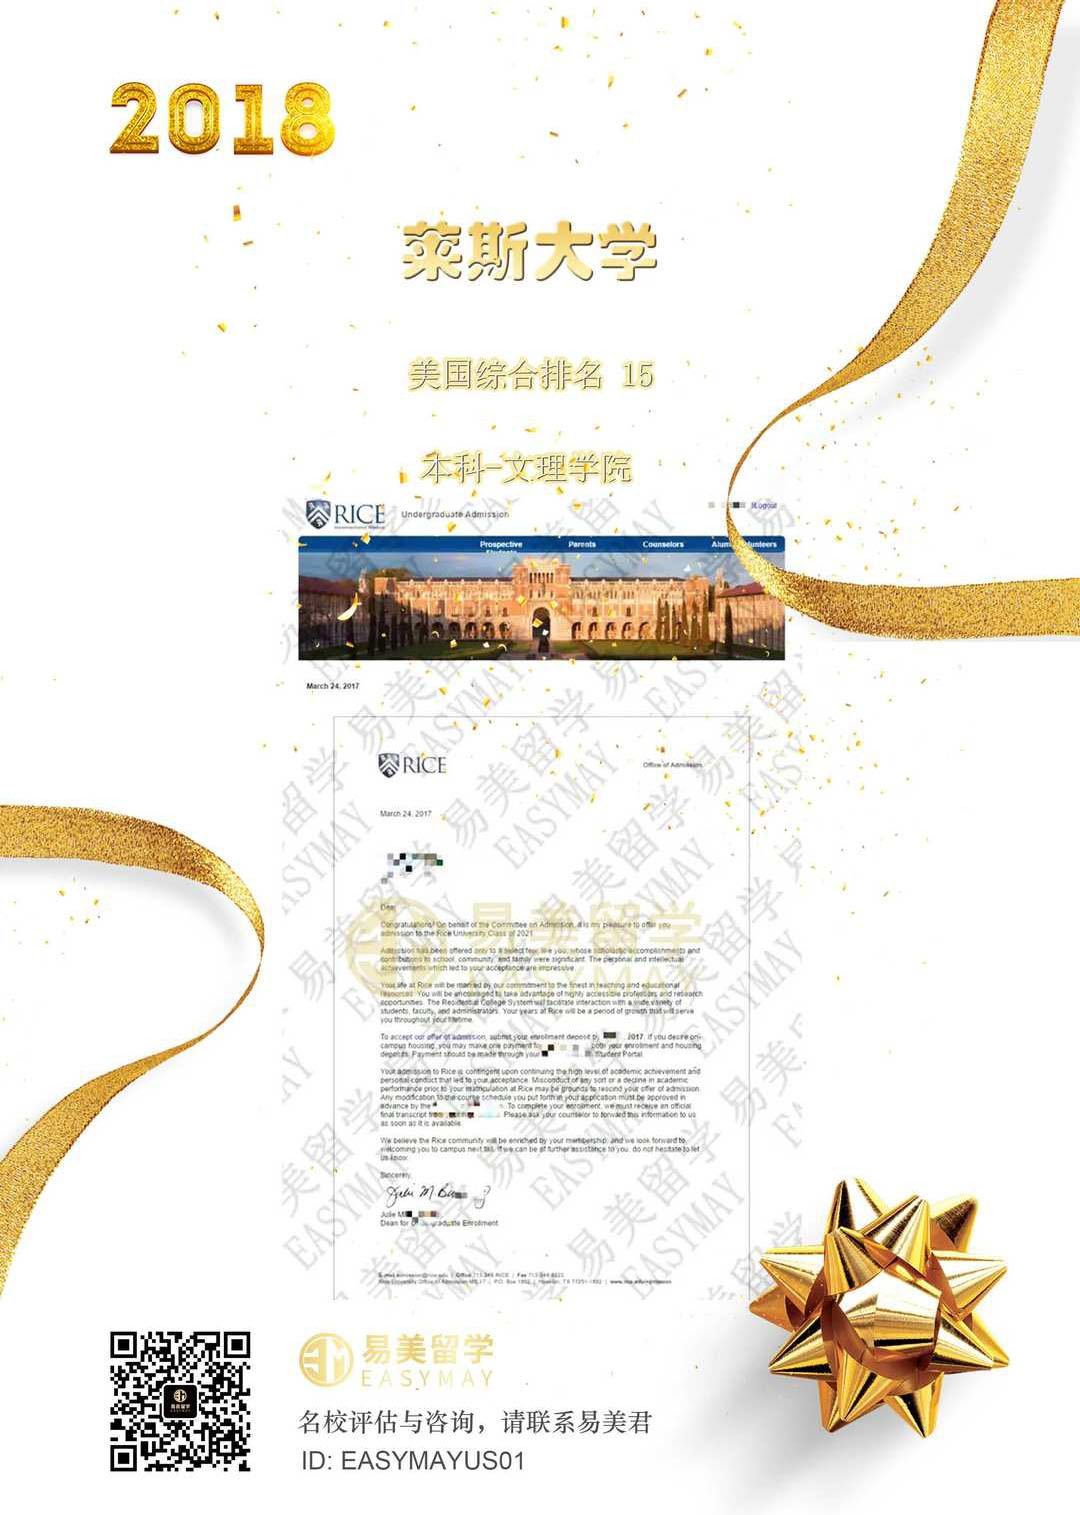 2018
莱斯大学
美国综合排名 15
本科-文理学院
RICE Undergraduate Admission Logout
Prospective Students Parents Counselors Volunteers
March 24, 2017
RICE
Office of Admission
March 24, 2017
Dear
Congratulations! On behalf of the Committee on Admission, it is my pleasure to offer you
admission to the Rice University Class of 2021.
Admission has been offered only to a select few, like you, whose scholastic accomplishments and
contributions to school, community and family were significant. The personal and intellectual
achievements which led to your acceptance are impressive.
Your life at Rice will be marked by our commitment to the finest in teaching and educational
resources. You will be encouraged to take advantage of highly accessible professors and research
opportunities. The Residential College System will facilitate interaction with a wide variety of
students, faculty, and administrators. Your years at Rice will be a period of growth that will serve
you throughout your lifetime.
To accept our offer of admission, submit your enrollment deposit by 2017. If you desire on-
campus housing, you may make one payment both your enrollment and housing
deposits. Payment should be made through your Student Portal.
Your admission to Rice is contingent upon continuing the high level of academic achievement and
personal conduct that led to your acceptance. Misconduct of any sort or a decline in academic
performance prior to your matriculation at Rice may be grounds to rescind your offer of admission.
Any modification to the course schedule you put forth in your application must be approved in
advance by the To complete your enrollment, we must receive an official
final transcript Please ask your counselor to forward this information to us
as soon as it is available.
We believe the Rice community will be enriched by your membership, and we look forward to
welcoming you to campus next fall. If we can be of further assistance to you, do not hesitate to let
us know.
Sincerely,
Julie M
Dean for Undergraduate Enrollment
易美留学
EASYMAY
易美留学
EASYMAY
名校评估与咨询，请联系易美君
ID: EASYMAYUS01